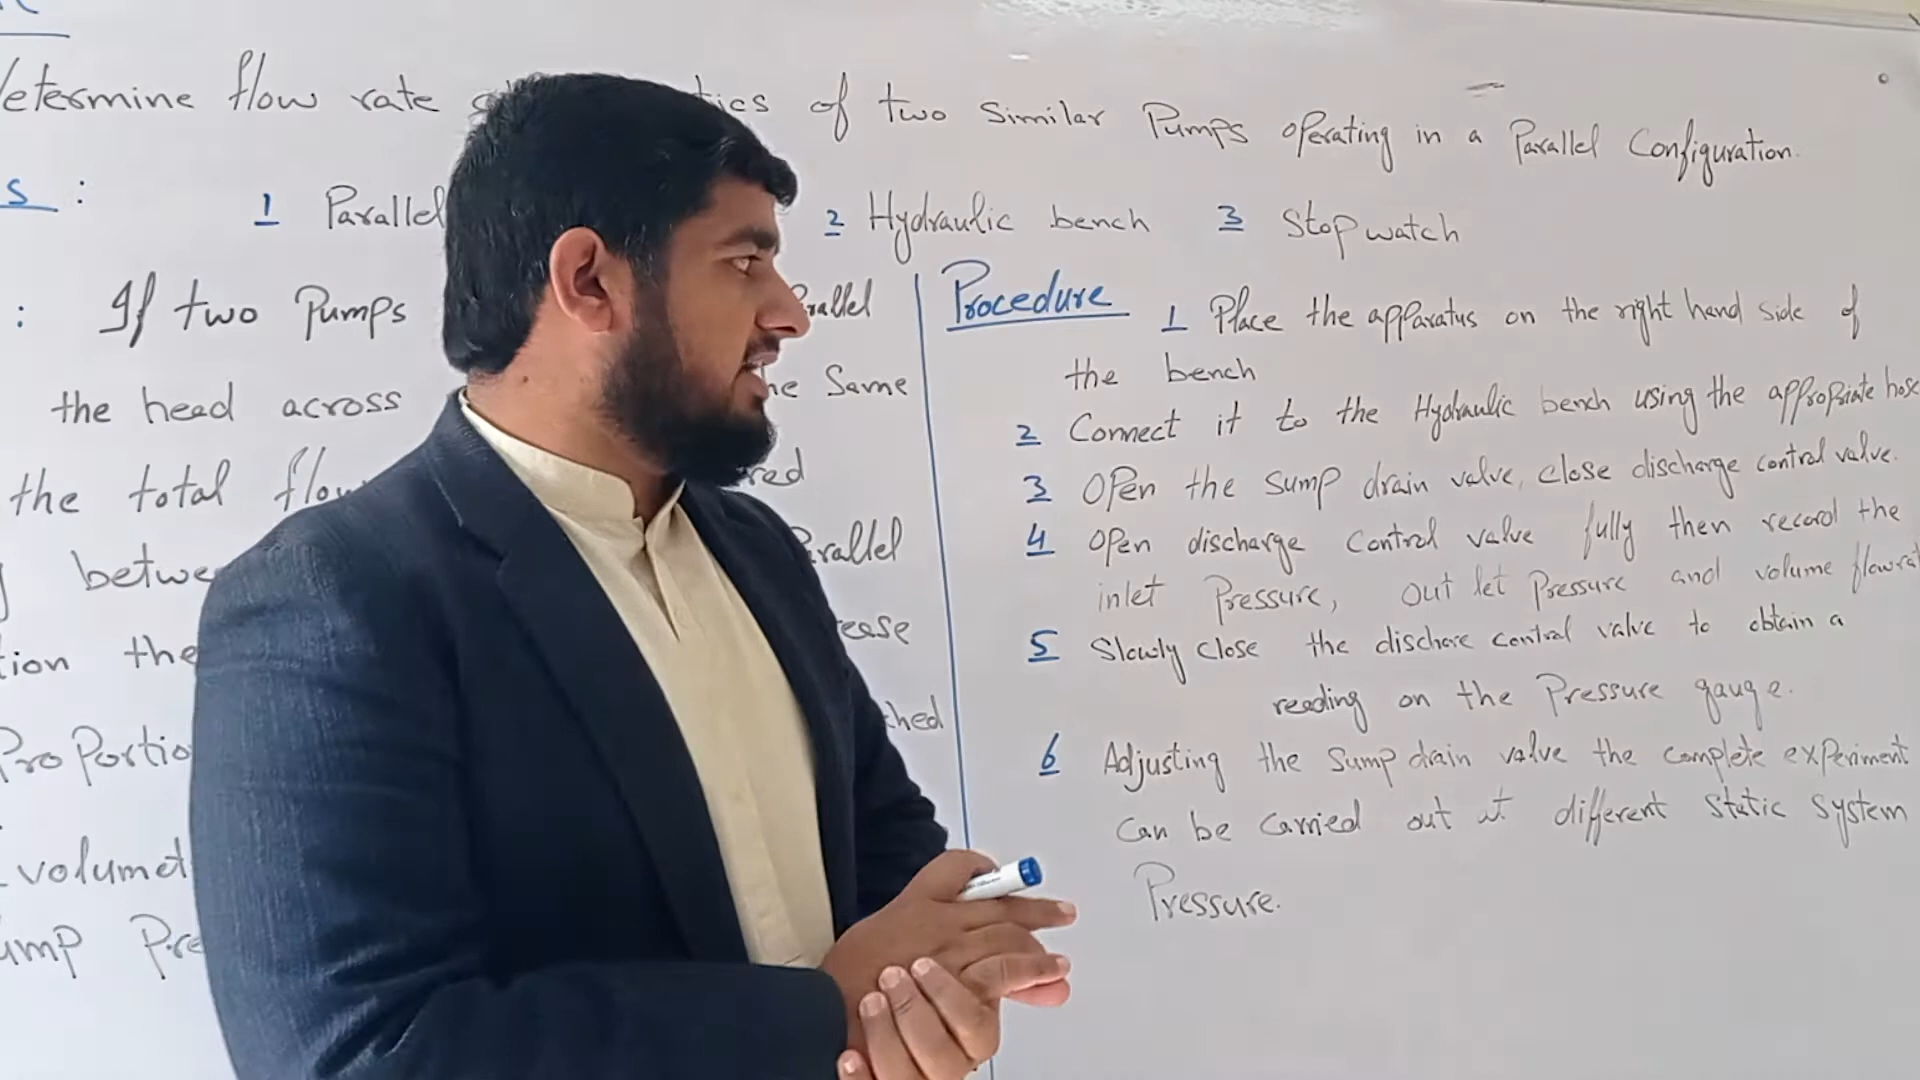 etermine flow rate tics of two Similar Pumps operating in a Parallel Configuration.
S : 1 Parallel 2 Hydraulic bench 3 Stop watch
: If two Pumps rallel
the head across he Same
the total flow red
betwe rallel
tion the ease
Proportio hed
volumet
ump Pre
Procedure 1 Place the apparatus on the right hand side of
the bench
2 Connect it to the Hydraulic bench using the appropriate hose
3 Open the Sump drain valve, close discharge control valve.
4 Open discharge control valve fully then record the
inlet Pressure, out let Pressure and volume flowrat
5 Slowly close the dischare control valve to obtain a
reading on the Pressure gauge.
6 Adjusting the Sump drain valve the complete experiment
can be carried out at different static system
Pressure.